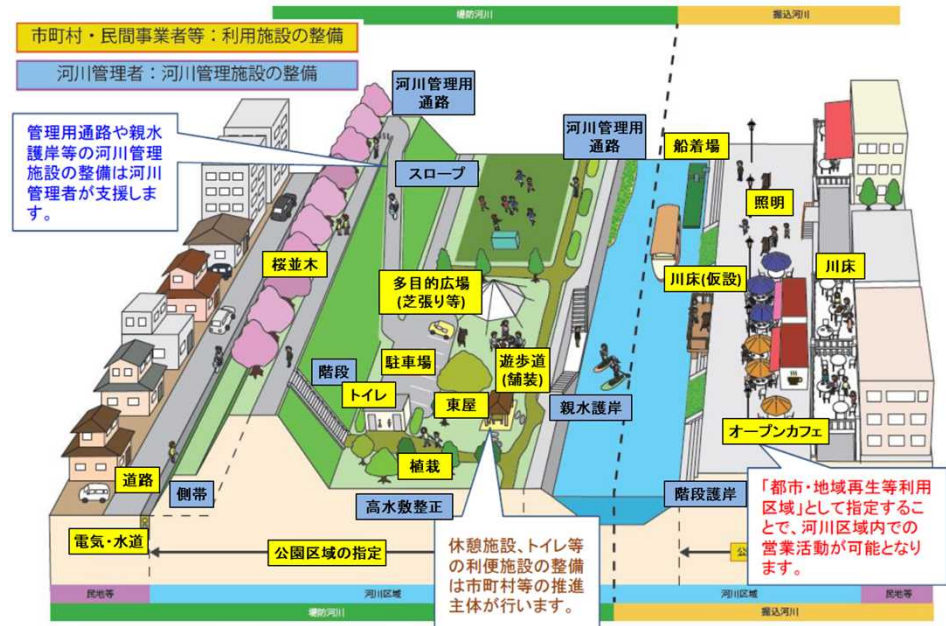 堤防河川
掘込河川
市町村・民間事業者等：利用施設の整備
河川管理者：河川管理施設の整備
河川管理用
通路
管理用通路や親水
護岸等の河川管理
施設の整備は河川
管理者が支援します。
河川管理用
通路
船着場
スロープ
照明
桜並木
多目的広場
(芝張り等)
川床(仮設)
川床
駐車場
遊歩道
(舗装)
階段
トイレ
東屋
親水護岸
オープンカフェ
植栽
道路
側帯
高水敷整正
階段護岸
「都市・地域再生等利用
区域」として指定するこ
とで、河川区域内での
営業活動が可能となり
ます。
電気・水道
公園区域の指定
休憩施設、トイレ等
の利便施設の整備
は市町村等の推進
主体が行います。
民地等
河川区域
河川区域
民地等
堤防河川
掘込河川